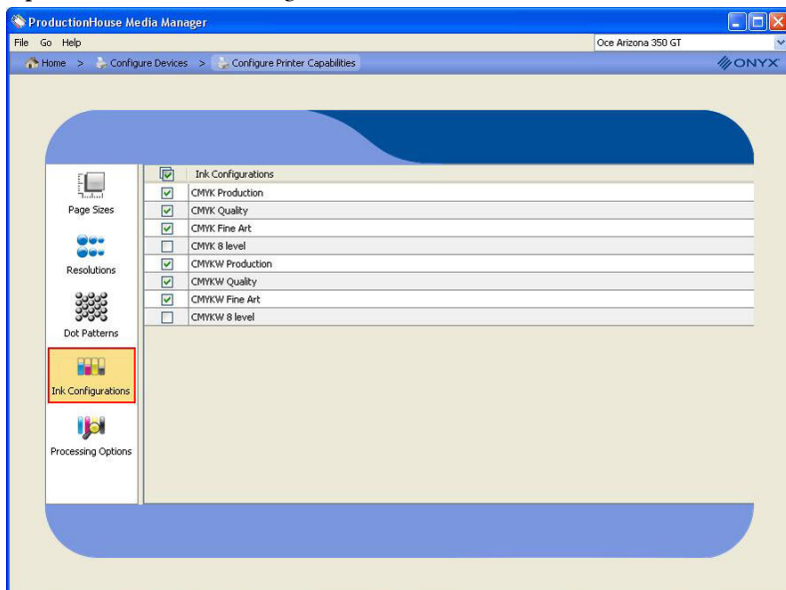 ProductionHouse Media Manager
File Go Help
Oce Arizona 350 GT
Home > Configure Devices > Configure Printer Capabilities
ONYX
Ink Configurations
CMYK Production
Page Sizes
CMYK Quality
CMYK Fine Art
CMYK 8 level
Resolutions
CMYKW Production
CMYKW Quality
CMYKW Fine Art
CMYKW 8 level
Dot Patterns
Ink Configurations
Processing Options